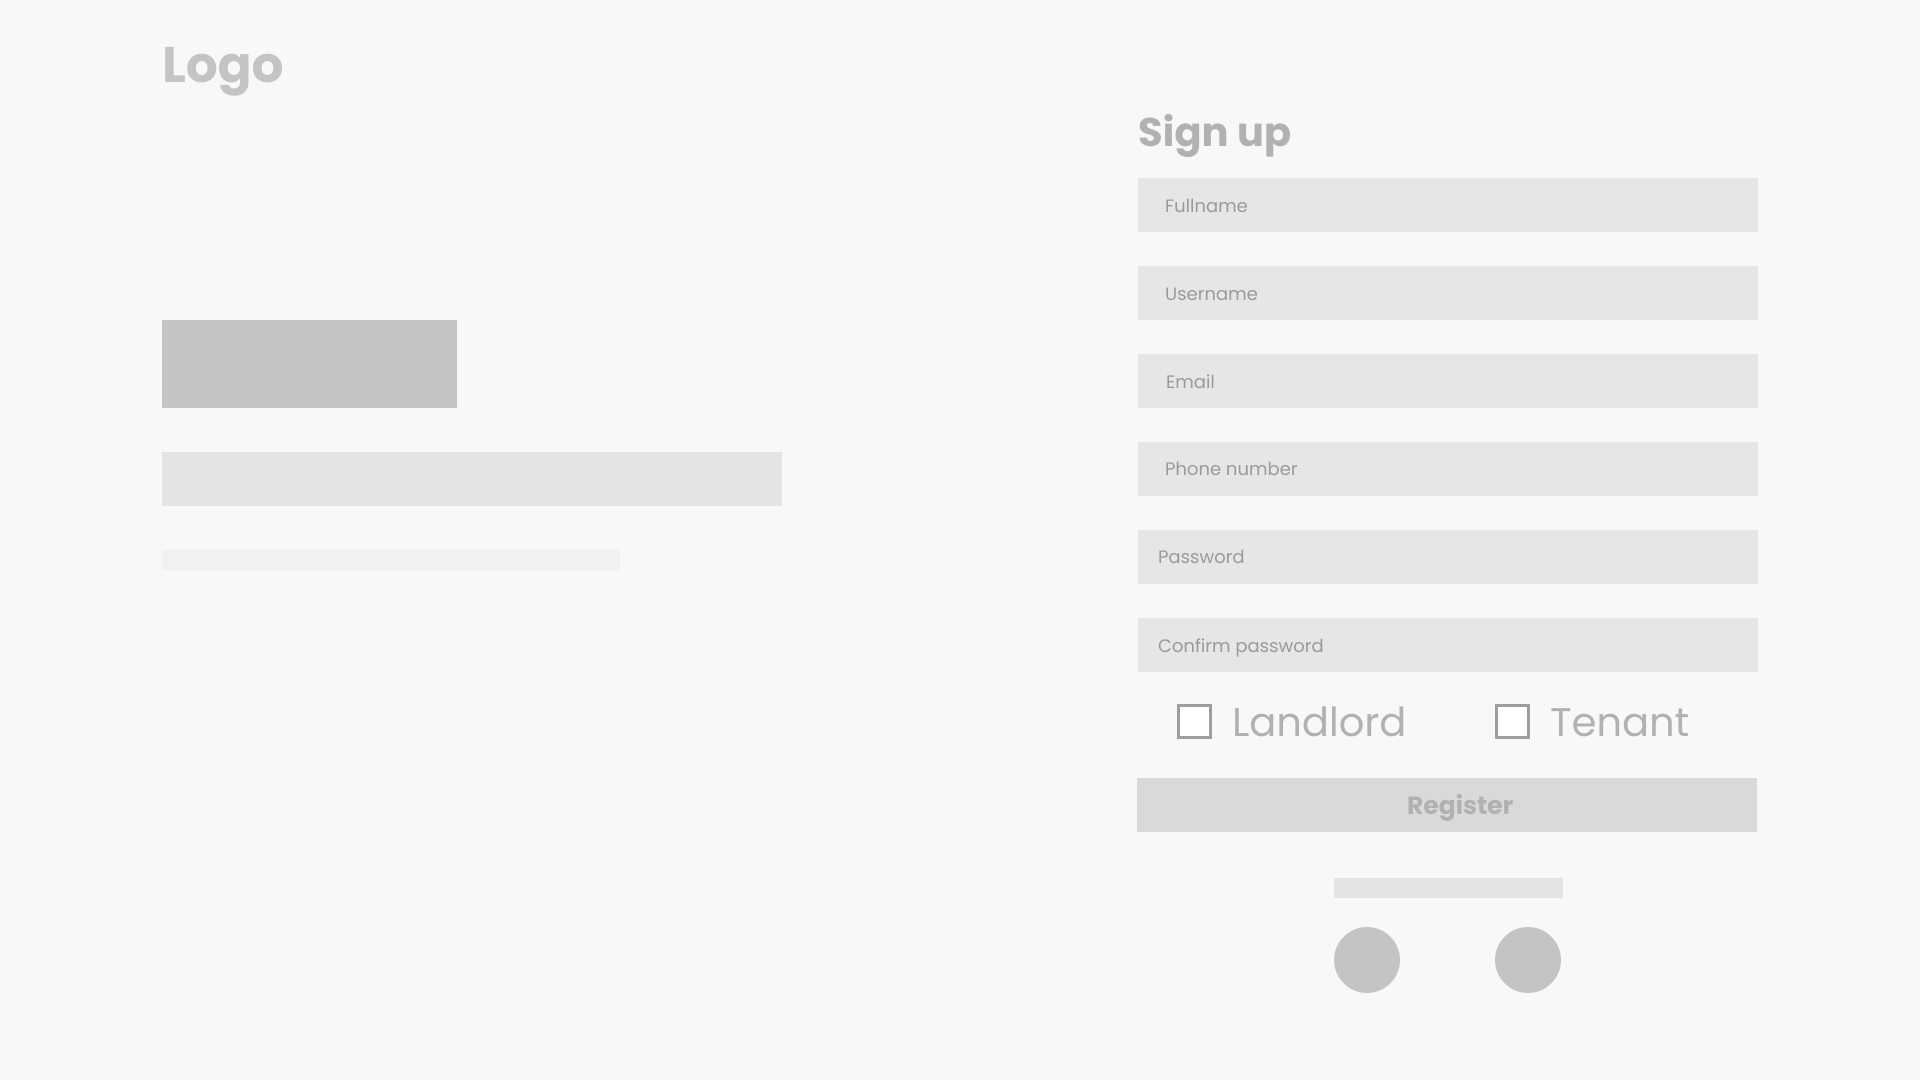 Logo
Sign up
Fullname
Username
Email
Phone number
Password
Confirm password
Landlord
Tenant
Register